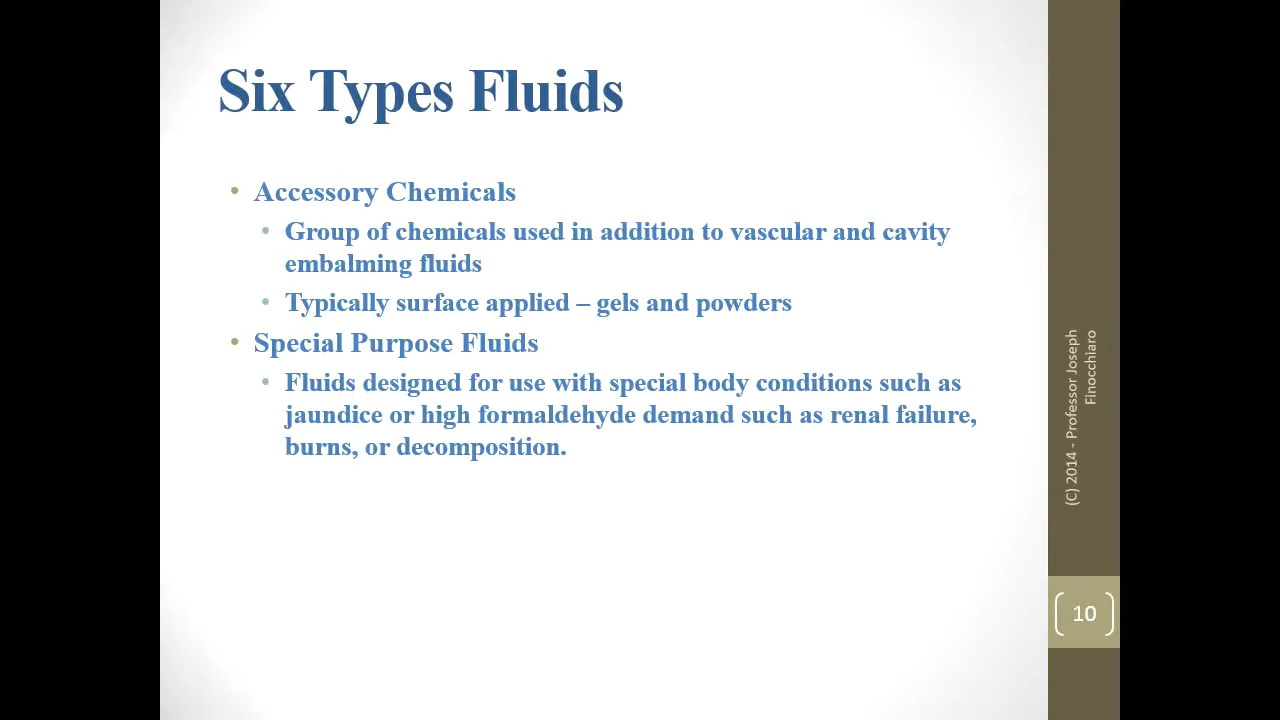 Six Types Fluids
• Accessory Chemicals
• Group of chemicals used in addition to vascular and cavity
embalming fluids
• Typically surface applied – gels and powders
• Special Purpose Fluids
• Fluids designed for use with special body conditions such as
jaundice or high formaldehyde demand such as renal failure,
burns, or decomposition.
(C) 2014 - Professor Joseph
Finocchiaro
10